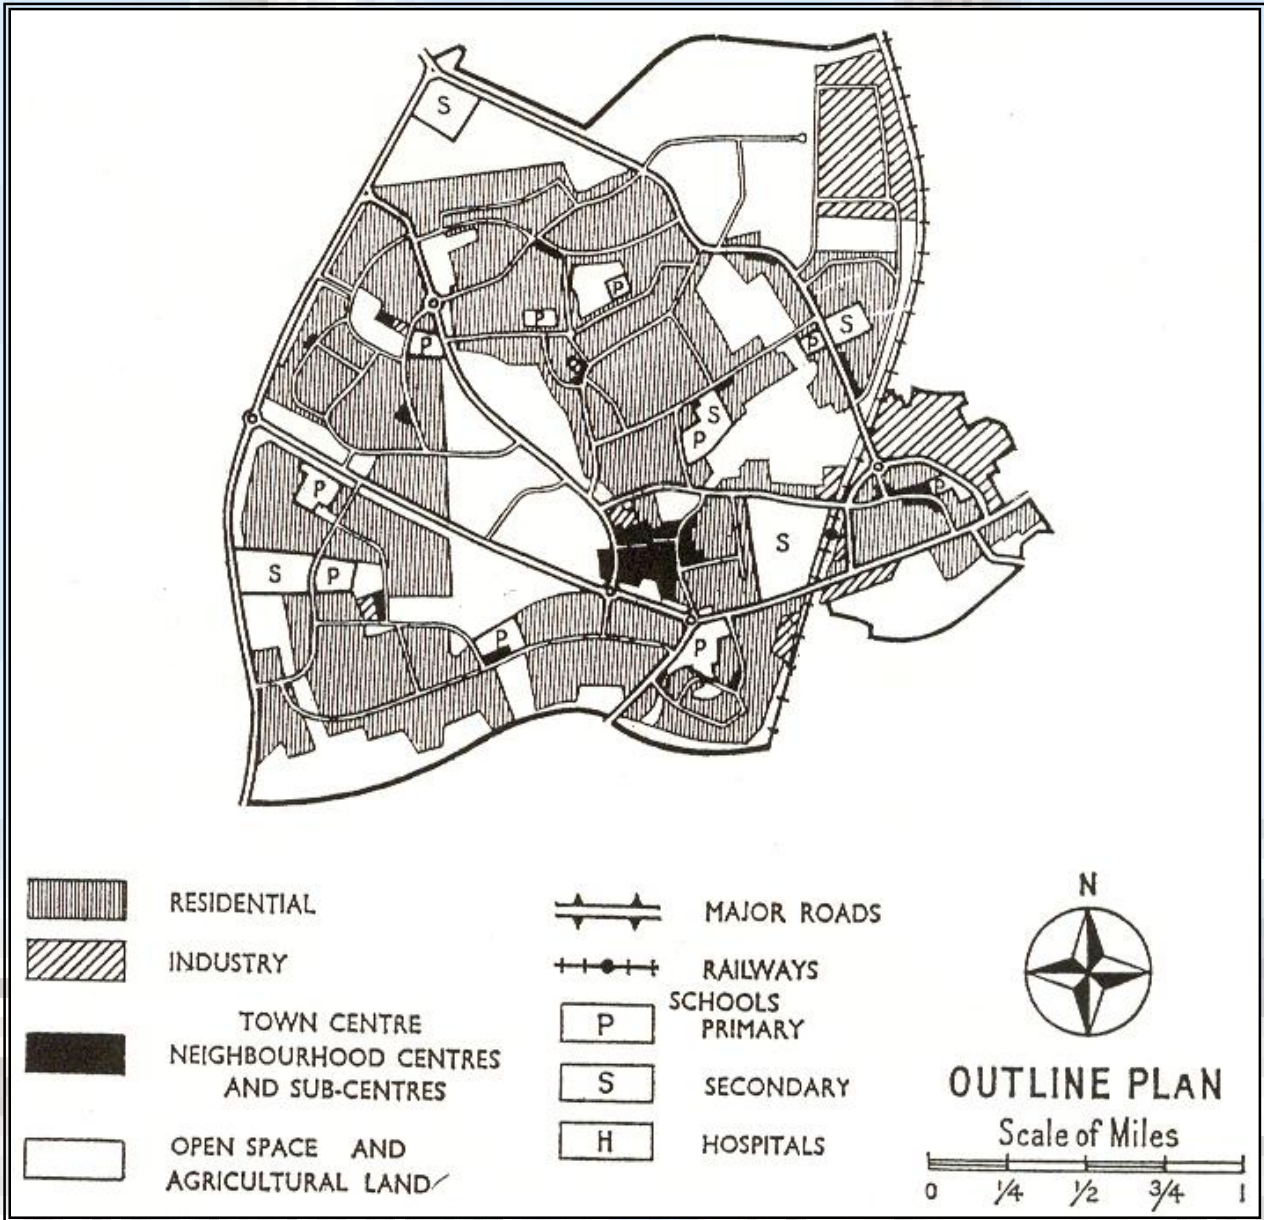 S
P
P
S
P
P
S
P
P
P
S
S P
P
P
RESIDENTIAL
INDUSTRY
TOWN CENTRE
NEIGHBOURHOOD CENTRES
AND SUB-CENTRES
OPEN SPACE AND
AGRICULTURAL LAND
MAJOR ROADS
RAILWAYS
SCHOOLS
P PRIMARY
S SECONDARY
H HOSPITALS
N
OUTLINE PLAN
Scale of Miles
0 1/4 1/2 3/4 1